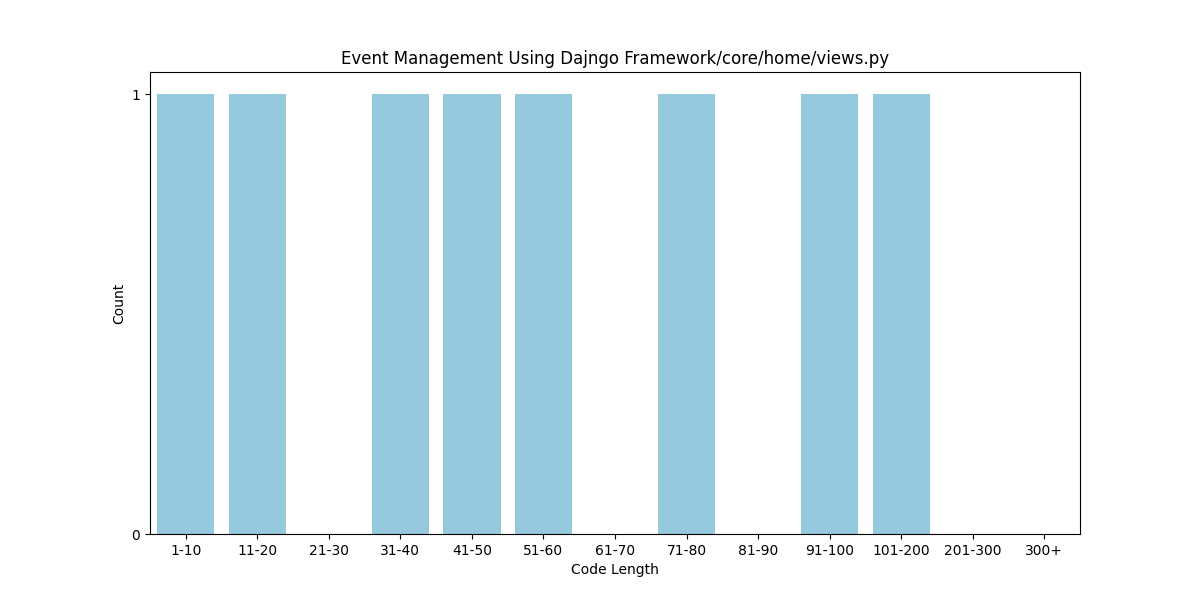 Event Management Using Dajngo Framework/core/home/views.py
1
Count
0
1-10 11-20 21-30 31-40 41-50 51-60 61-70 71-80 81-90 91-100 101-200 201-300 300+
Code Length